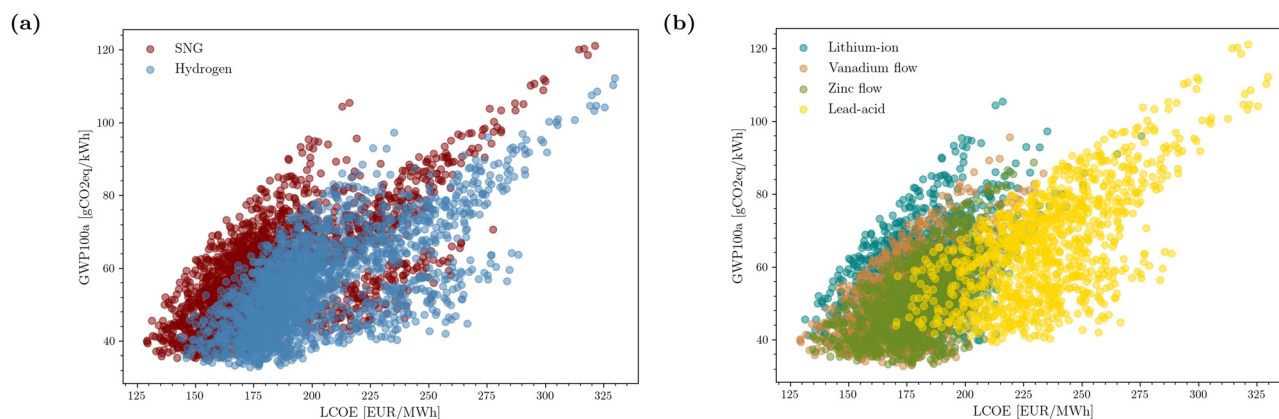 (a)
SNG
Hydrogen
120
100
80
60
40
GWP100a [gCO2eq/kWh]
125 150 175 200 225 250 275 300 325
LCOE [EUR/MWh]
(b)
Lithium-ion
Vanadium flow
Zinc flow
Lead-acid
120
100
80
60
40
GWP100a [gCO2eq/kWh]
125 150 175 200 225 250 275 300 325
LCOE [EUR/MWh]